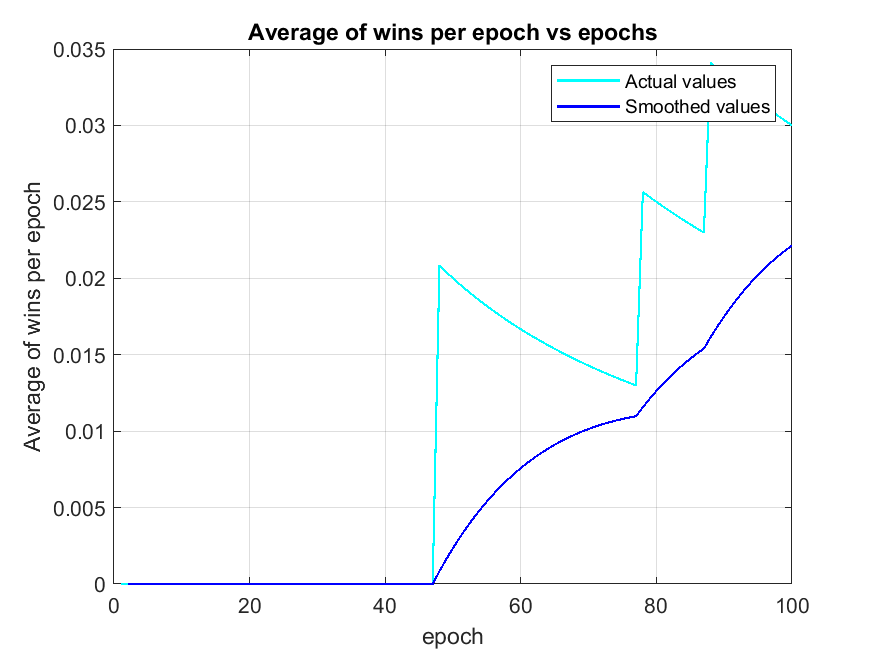 Average of wins per epoch vs epochs
Average of wins per epoch
0.035
0.03
0.025
0.02
0.015
0.01
0.005
0
Actual values
Smoothed values
0 20 40 60 80 100
epoch